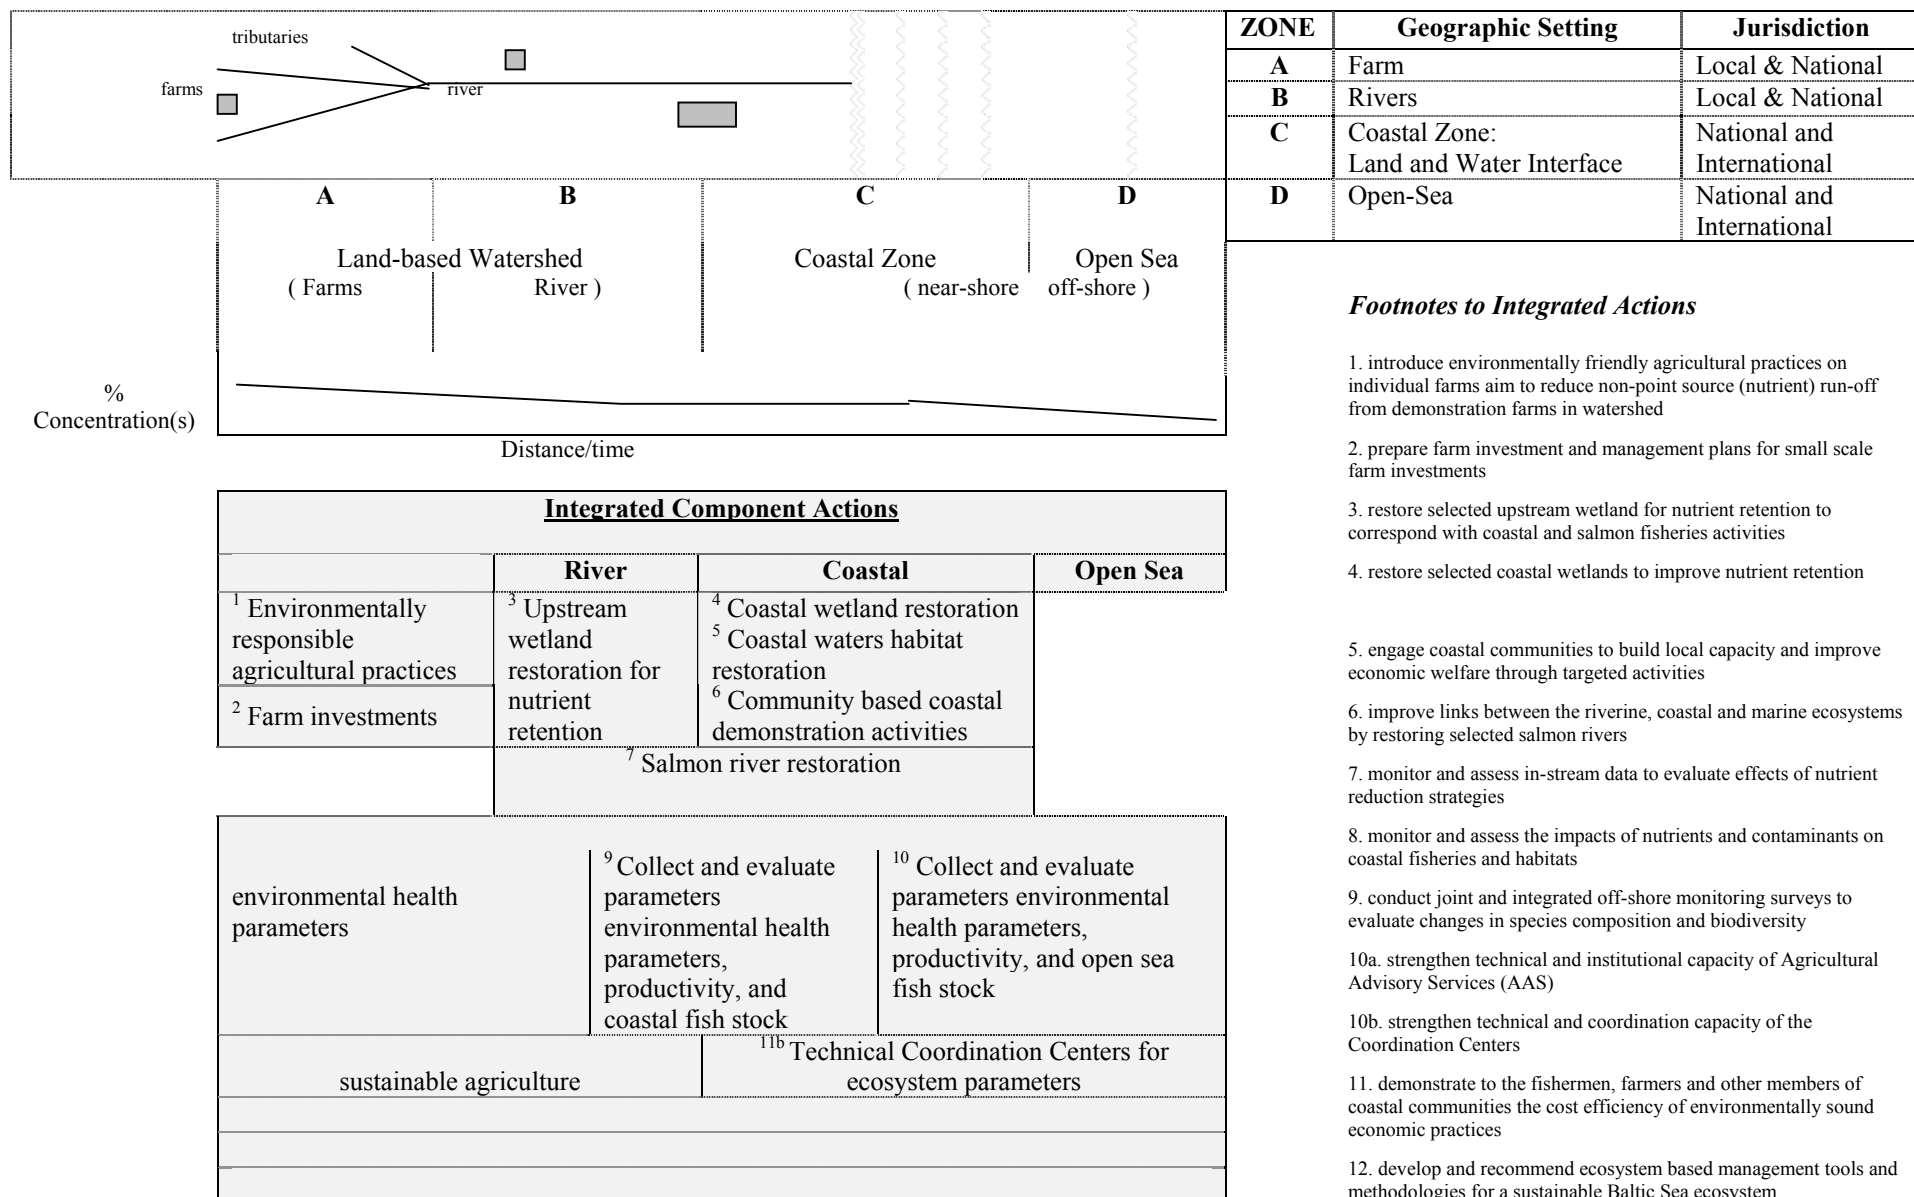 tributaries
farms
river
ZONE Geographic Setting Jurisdiction
A Farm Local & National
B Rivers Local & National
C Coastal Zone: National and
Land and Water Interface International
D Open-Sea National and
International
A B C D
Land-based Watershed Coastal Zone Open Sea
( Farms River ) ( near-shore off-shore )
%
Concentration(s)
Distance/time
Integrated Component Actions
River Coastal Open Sea
1 Environmentally
responsible
agricultural practices
2 Farm investments
3 Upstream
wetland
restoration for
nutrient
retention
4 Coastal wetland restoration
5 Coastal waters habitat
restoration
6 Community based coastal
demonstration activities
7 Salmon river restoration
environmental health
parameters
9 Collect and evaluate
parameters
environmental health
parameters,
productivity, and
coastal fish stock
10 Collect and evaluate
parameters environmental
health parameters,
productivity, and open sea
fish stock
sustainable agriculture
11b Technical Coordination Centers for
ecosystem parameters
Footnotes to Integrated Actions
1. introduce environmentally friendly agricultural practices on
individual farms aim to reduce non-point source (nutrient) run-off
from demonstration farms in watershed
2. prepare farm investment and management plans for small scale
farm investments
3. restore selected upstream wetland for nutrient retention to
correspond with coastal and salmon fisheries activities
4. restore selected coastal wetlands to improve nutrient retention
5. engage coastal communities to build local capacity and improve
economic welfare through targeted activities
6. improve links between the riverine, coastal and marine ecosystems
by restoring selected salmon rivers
7. monitor and assess in-stream data to evaluate effects of nutrient
reduction strategies
8. monitor and assess the impacts of nutrients and contaminants on
coastal fisheries and habitats
9. conduct joint and integrated off-shore monitoring surveys to
evaluate changes in species composition and biodiversity
10a. strengthen technical and institutional capacity of Agricultural
Advisory Services (AAS)
10b. strengthen technical and coordination capacity of the
Coordination Centers
11. demonstrate to the fishermen, farmers and other members of
coastal communities the cost efficiency of environmentally sound
economic practices
12. develop and recommend ecosystem based management tools and
methodologies for a sustainable Baltic Sea ecosystem